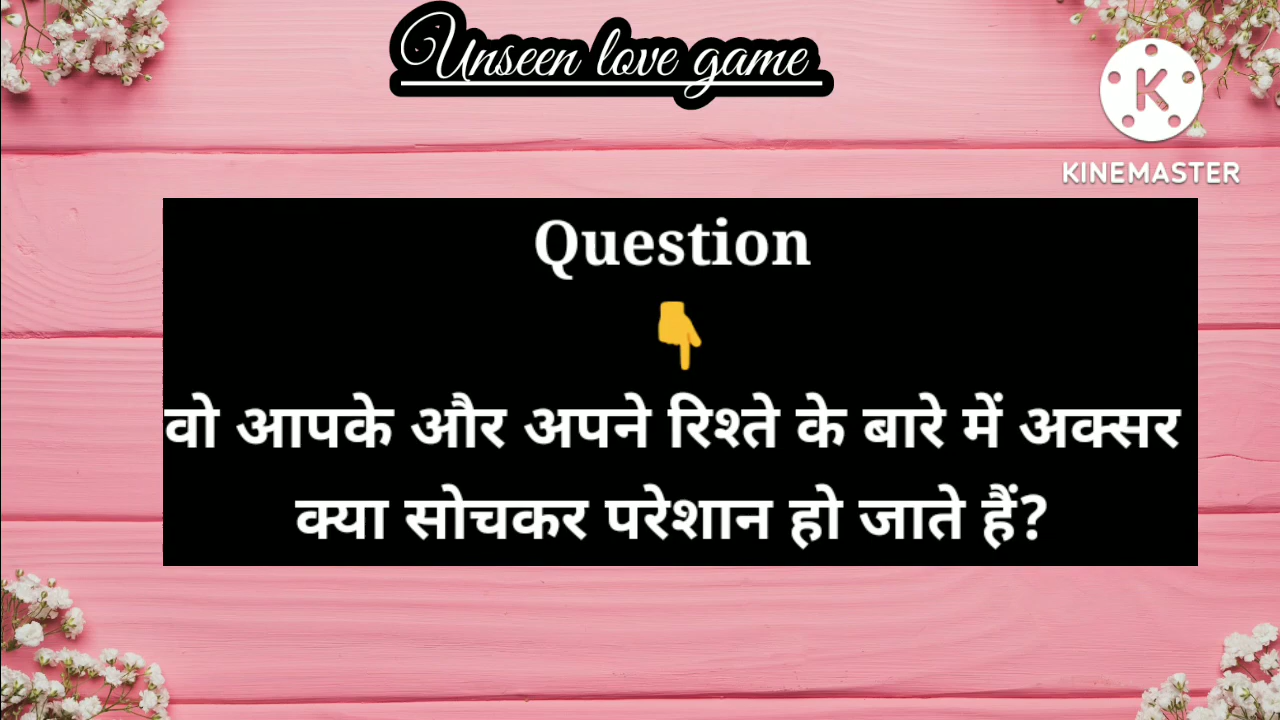 Unseen love game
KINEMASTER
Question
वो आपके और अपने रिश्ते के बारे में अक्सर
क्या सोचकर परेशान हो जाते हैं?